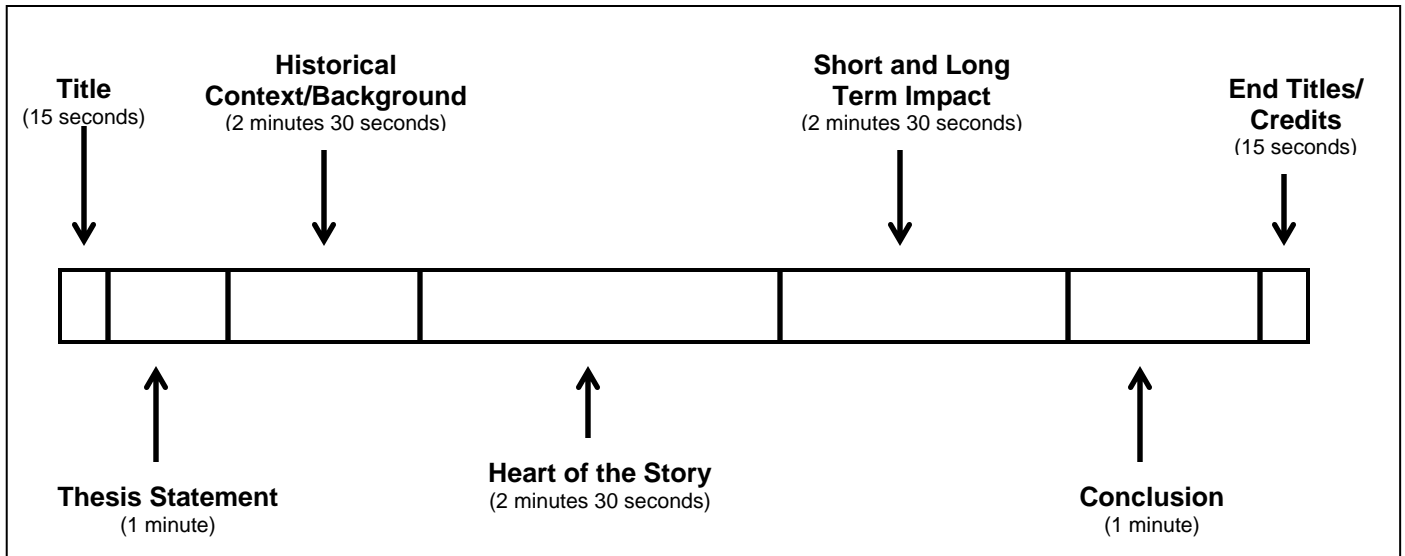 Title
(15 seconds)
Historical
Context/Background
(2 minutes 30 seconds)
Short and Long
Term Impact
(2 minutes 30 seconds)
End Titles/
Credits
(15 seconds)
Thesis Statement
(1 minute)
Heart of the Story
(2 minutes 30 seconds)
Conclusion
(1 minute)